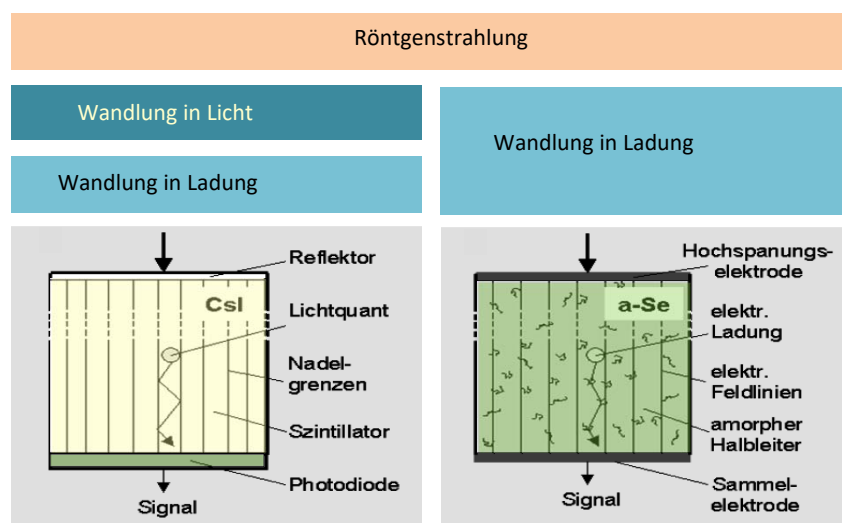 Röntgenstrahlung
Wandlung in Licht
Wandlung in Ladung
Wandlung in Ladung
Reflektor
CsI
Lichtquant
Nadel-
grenzen
Szintillator
Photodiode
Signal
Hochspanungs-
elektrode
a-Se
elektr.
Ladung
elektr.
Feldlinien
amorpher
Halbleiter
Sammel-
elektrode
Signal